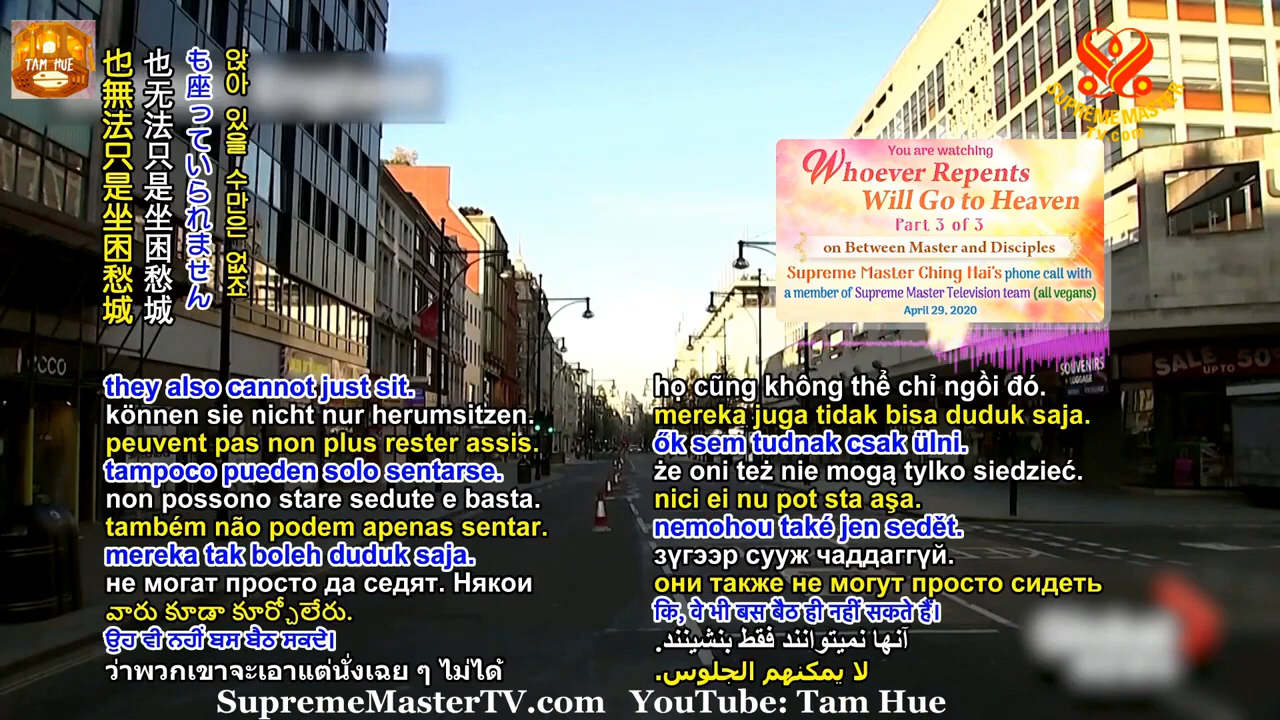 TAM HUE
앉아 있을 수만은 없죠
も座っていられません
也无法只是坐困愁城
也無法只是坐困愁城
SUPREME MASTER
TV.com
You are watching
Whoever Repents
Will Go to Heaven
Part 3 of 3
on Between Master and Disciples
Supreme Master Ching Hai's phone call with
a member of Supreme Master Television team (all vegans)
April 29, 2020
SOUVENIRS
& LUGGAGE
SALE UP TO 50
they also cannot just sit.
können sie nicht nur herumsitzen.
peuvent pas non plus rester assis.
tampoco pueden solo sentarse.
non possono stare sedute e basta.
também não podem apenas sentar.
mereka tak boleh duduk saja.
не могат просто да седят. Някои
వారు కూడా కూర్చోలేరు.
ਉਹ ਵੀ ਨਹੀਂ ਬਸ ਬੈਠ ਸਕਦੇ।
ว่าพวกเขาจะเอาแต่นั่งเฉย ๆ ไม่ได้
họ cũng không thể chỉ ngồi đó.
mereka juga tidak bisa duduk saja.
ők sem tudnak csak ülni.
że oni też nie mogą tylko siedzieć.
nici ei nu pot sta aşa.
nemohou také jen sedět.
зүгээр сууж чаддаггүй.
они также не могут просто сидеть
कि, वे भी बस बैठ ही नहीं सकते हैं।
آنها نمیتوانند فقط بنشینند.
لا يمكنهم الجلوس.
SupremeMasterTV.com YouTube: Tam Hue